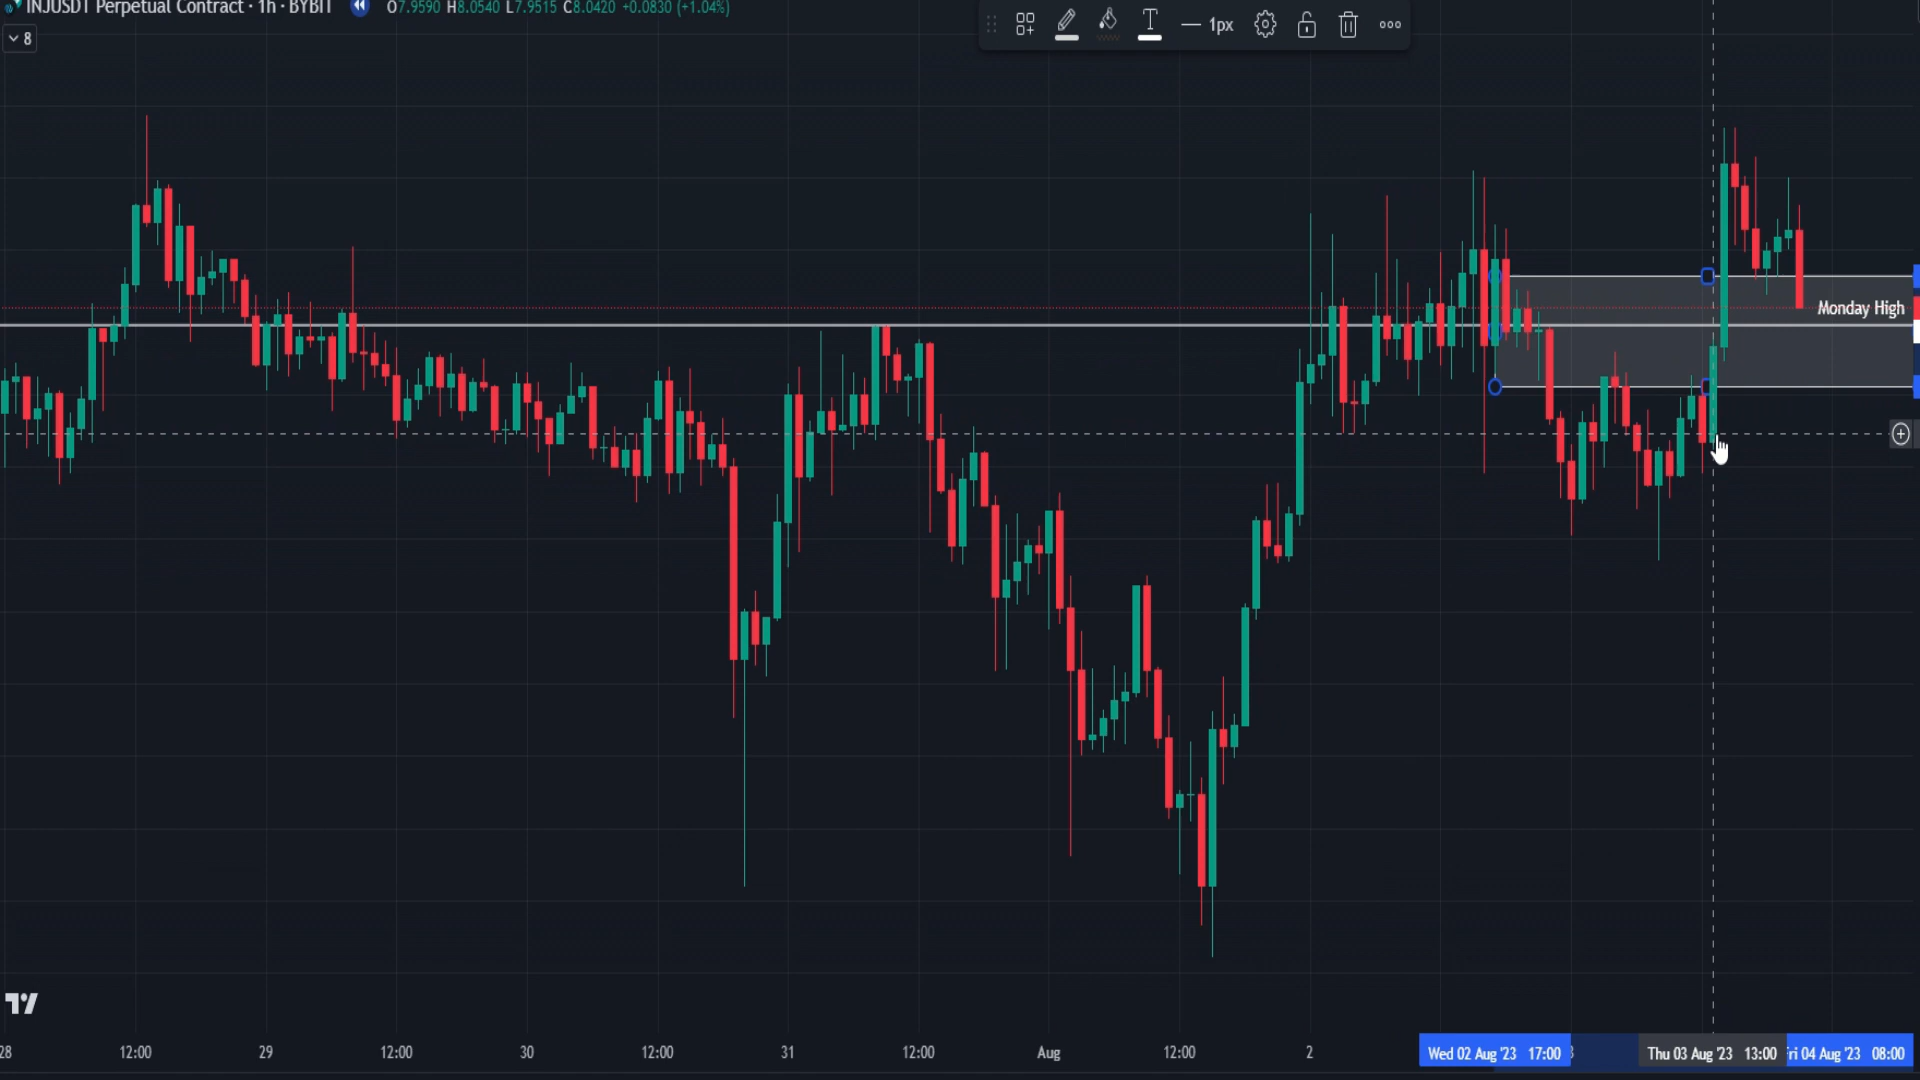 INJUSDT Perpetual Contract · 1h · BYBIT O7.9590 H8.0540 L7.9515 C8.0420 +0.0830 (+1.04%)
1px
8
Monday High
28 12:00 29 12:00 30 12:00 31 12:00 Aug 12:00 2 Wed 02 Aug '23 17:00 3 Thu 03 Aug '23 13:00 Fri 04 Aug '23 08:00